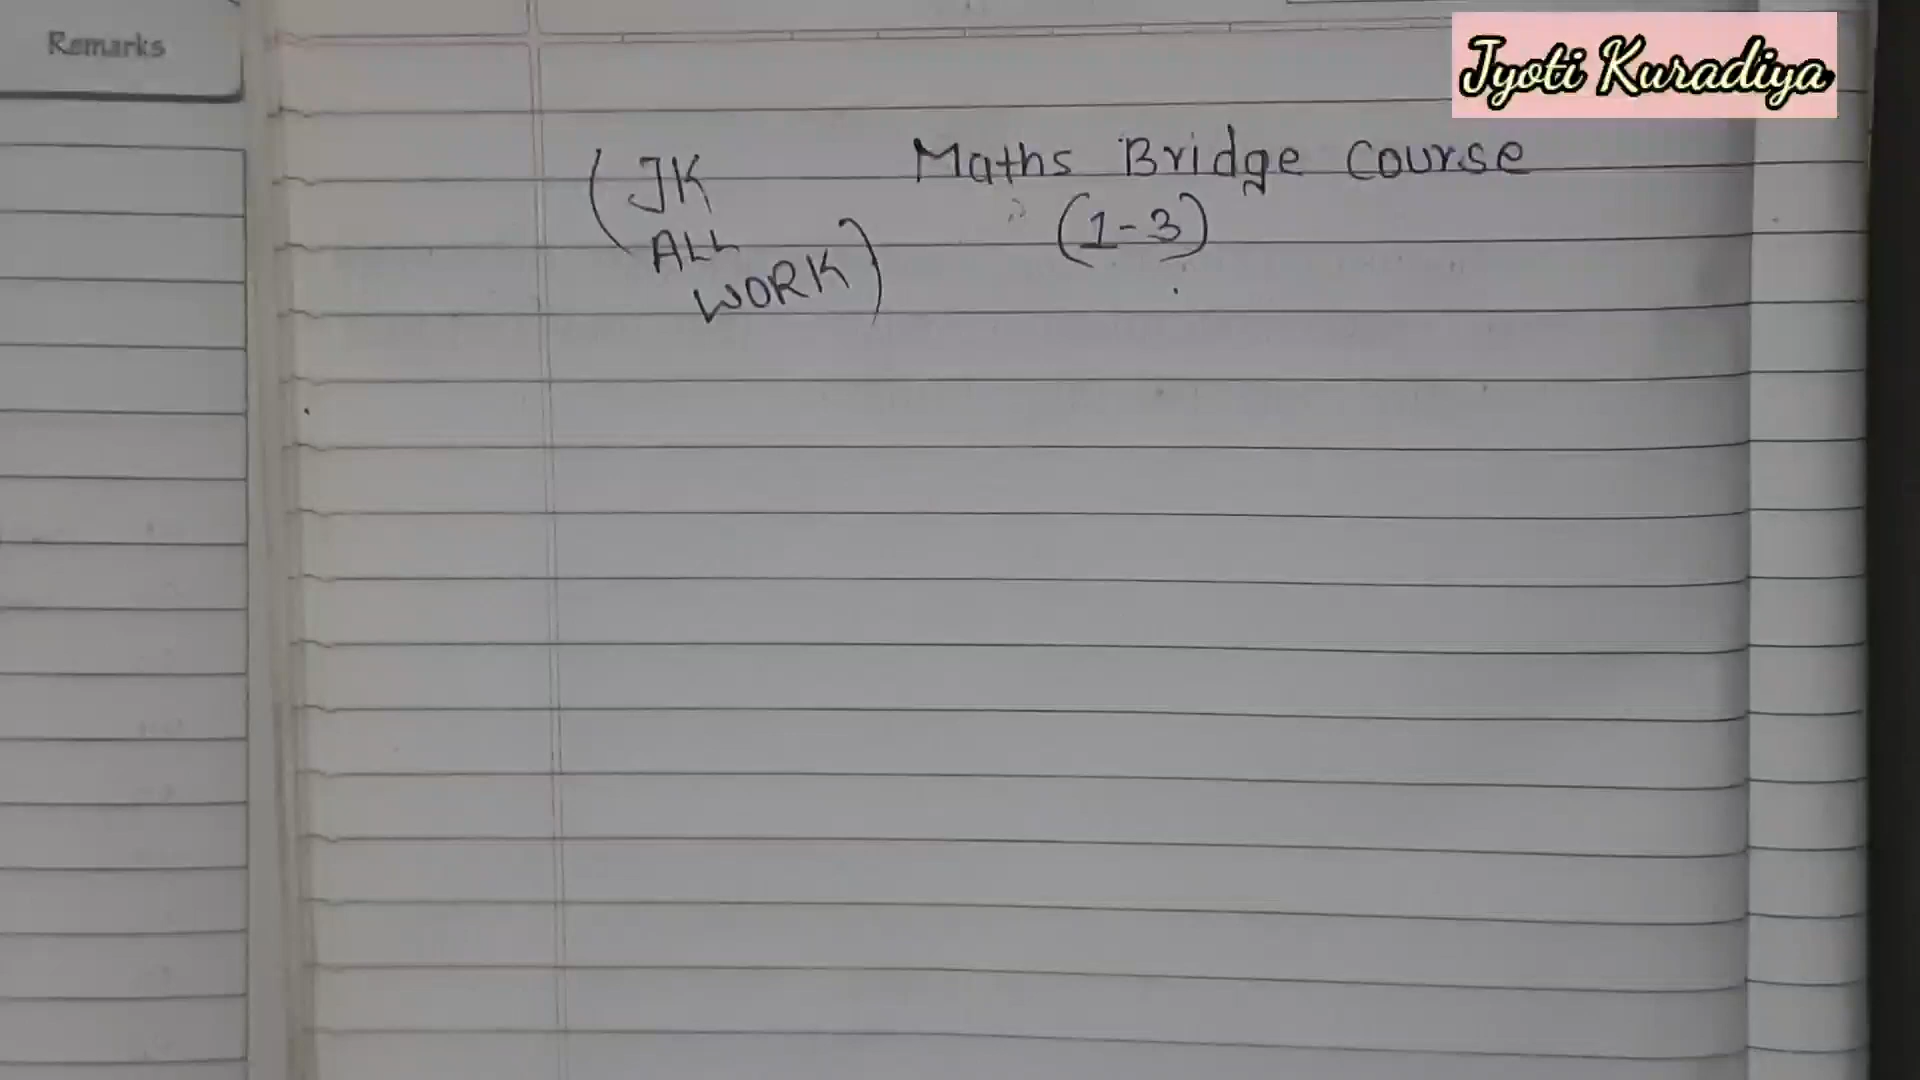 Remarks
Jyoti Kuradiya
Maths Bridge Course
(1-3)
(JK
ALL
WORK)